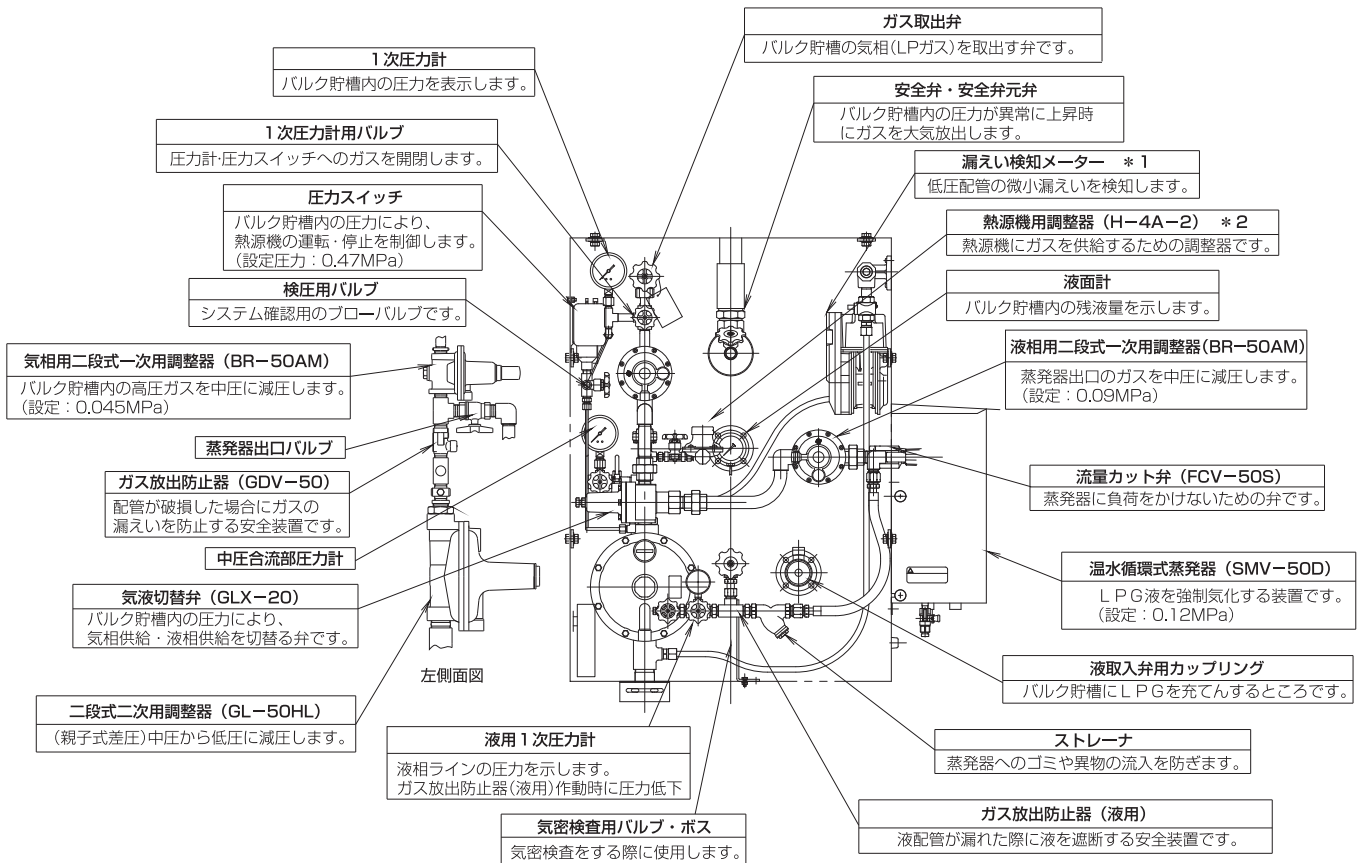 ガス取出弁
バルク貯槽の気相(LPガス)を取出す弁です。
1次圧力計
バルク貯槽内の圧力を表示します。
安全弁・安全弁元弁
バルク貯槽内の圧力が異常に上昇時
にガスを大気放出します。
1次圧力計用バルブ
圧力計・圧力スイッチへのガスを開閉します。
漏えい検知メーター ＊1
低圧配管の微小漏えいを検知します。
圧力スイッチ
バルク貯槽内の圧力により、
熱源機の運転・停止を制御します。
(設定圧力：0.47MPa)
熱源機用調整器（H−4A−2） ＊2
熱源機にガスを供給するための調整器です。
検圧用バルブ
システム確認用のブローバルブです。
液面計
バルク貯槽内の残液量を示します。
気相用二段式一次用調整器（BR−50AM）
バルク貯槽内の高圧ガスを中圧に減圧します。
(設定：0.045MPa)
液相用二段式一次用調整器(BR−50AM)
蒸発器出口のガスを中圧に減圧します。
(設定：0.09MPa)
蒸発器出口バルブ
ガス放出防止器（GDV−50）
配管が破損した場合にガスの
漏えいを防止する安全装置です。
流量カット弁（FCV−50S）
蒸発器に負荷をかけないための弁です。
中圧合流部圧力計
温水循環式蒸発器（SMV−50D）
ＬＰＧ液を強制気化する装置です。
(設定：0.12MPa)
気液切替弁（GLX−20）
バルク貯槽内の圧力により、
気相供給・液相供給を切替る弁です。
左側面図
液取入弁用カップリング
バルク貯槽にＬＰＧを充てんするところです。
二段式二次用調整器（GL−50HL）
(親子式差圧)中圧から低圧に減圧します。
液用1次圧力計
液相ラインの圧力を示します。
ガス放出防止器(液用)作動時に圧力低下
ストレーナ
蒸発器へのゴミや異物の流入を防ぎます。
ガス放出防止器（液用）
液配管が漏れた際に液を遮断する安全装置です。
気密検査用バルブ・ボス
気密検査をする際に使用します。